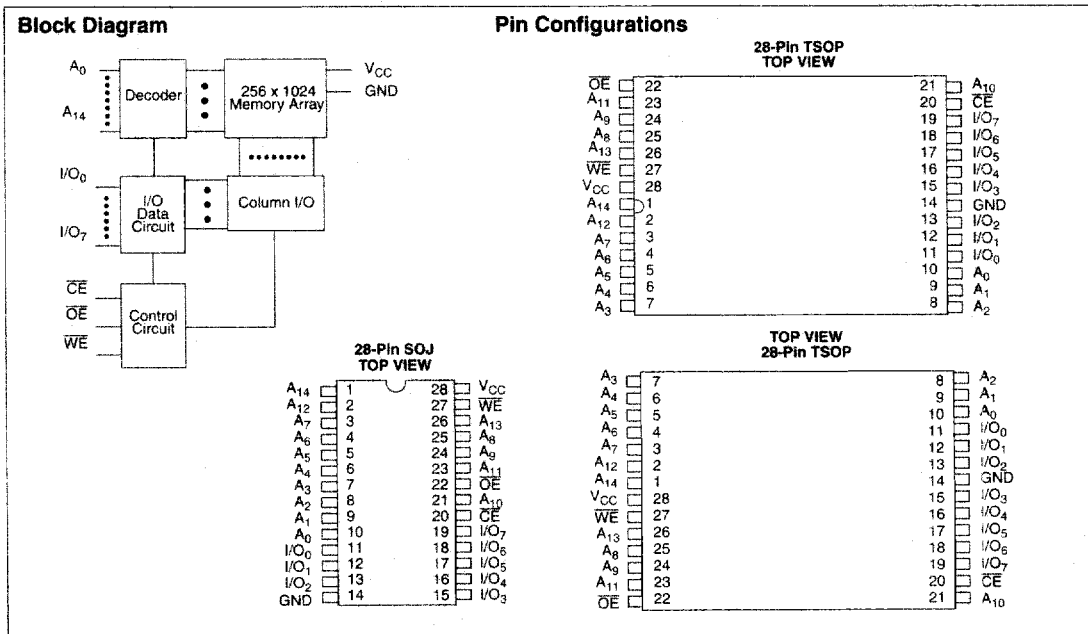 Block Diagram
A0
A14
Decoder
256 x 1024
Memory Array
VCC
GND
I/O0
I/O7
I/O
Data
Circuit
Column I/O
CE
OE
WE
Control
Circuit
Pin Configurations
28-Pin TSOP
TOP VIEW
OE 22 21 A10
A11 23 20 CE
A9 24 19 I/O7
A8 25 18 I/O6
A13 26 17 I/O5
WE 27 16 I/O4
VCC 28 15 I/O3
A14 1 14 GND
A12 2 13 I/O2
A7 3 12 I/O1
A6 4 11 I/O0
A5 5 10 A0
A4 6 9 A1
A3 7 8 A2
28-Pin SOJ
TOP VIEW
A14 1 28 VCC
A12 2 27 WE
A7 3 26 A13
A6 4 25 A8
A5 5 24 A9
A4 6 23 A11
A3 7 22 OE
A2 8 21 A10
A1 9 20 CE
A0 10 19 I/O7
I/O0 11 18 I/O6
I/O1 12 17 I/O5
I/O2 13 16 I/O4
GND 14 15 I/O3
TOP VIEW
28-Pin TSOP
A3 7 8 A2
A4 6 9 A1
A5 5 10 A0
A6 4 11 I/O0
A7 3 12 I/O1
A12 2 13 I/O2
A14 1 14 GND
VCC 28 15 I/O3
WE 27 16 I/O4
A13 26 17 I/O5
A8 25 18 I/O6
A9 24 19 I/O7
A11 23 20 CE
OE 22 21 A10